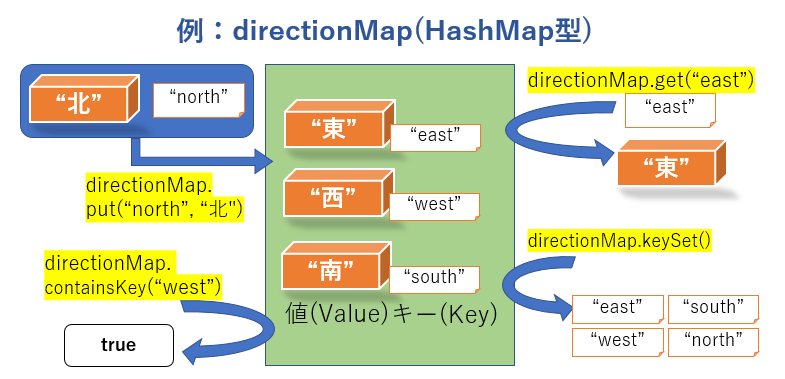 例：directionMap(HashMap型)
“北”
“north”
directionMap.
put(“north”, “北")
directionMap.
containsKey(“west”)
true
“東”
“east”
“西”
“west”
“南”
“south”
値(Value)キー(Key)
directionMap.get(“east”)
“east”
“東”
directionMap.keySet()
“east” “south”
“west” “north”